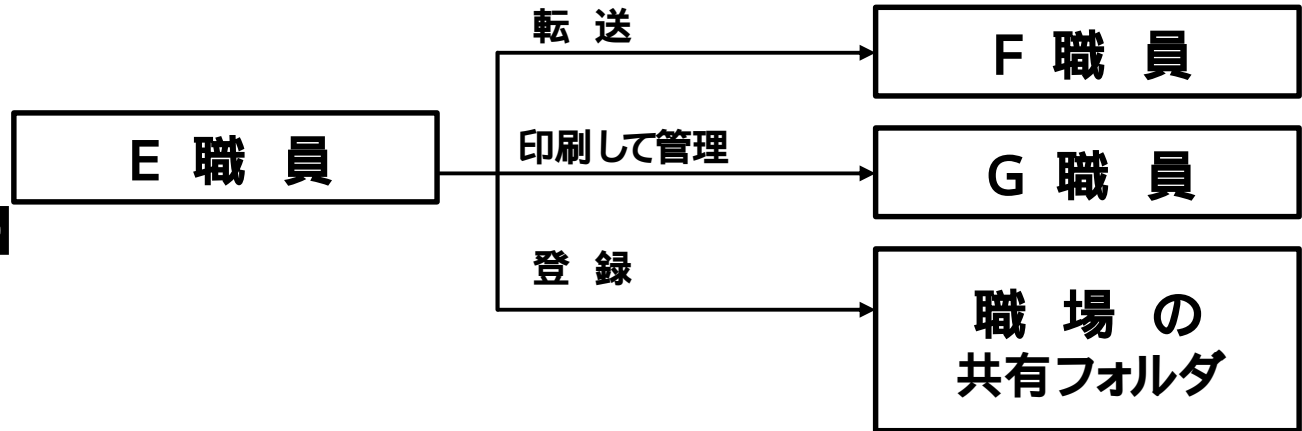 転 送
F 職 員
E 職 員
印刷して管理
G 職 員
登 録
職 場 の
共有フォルダ